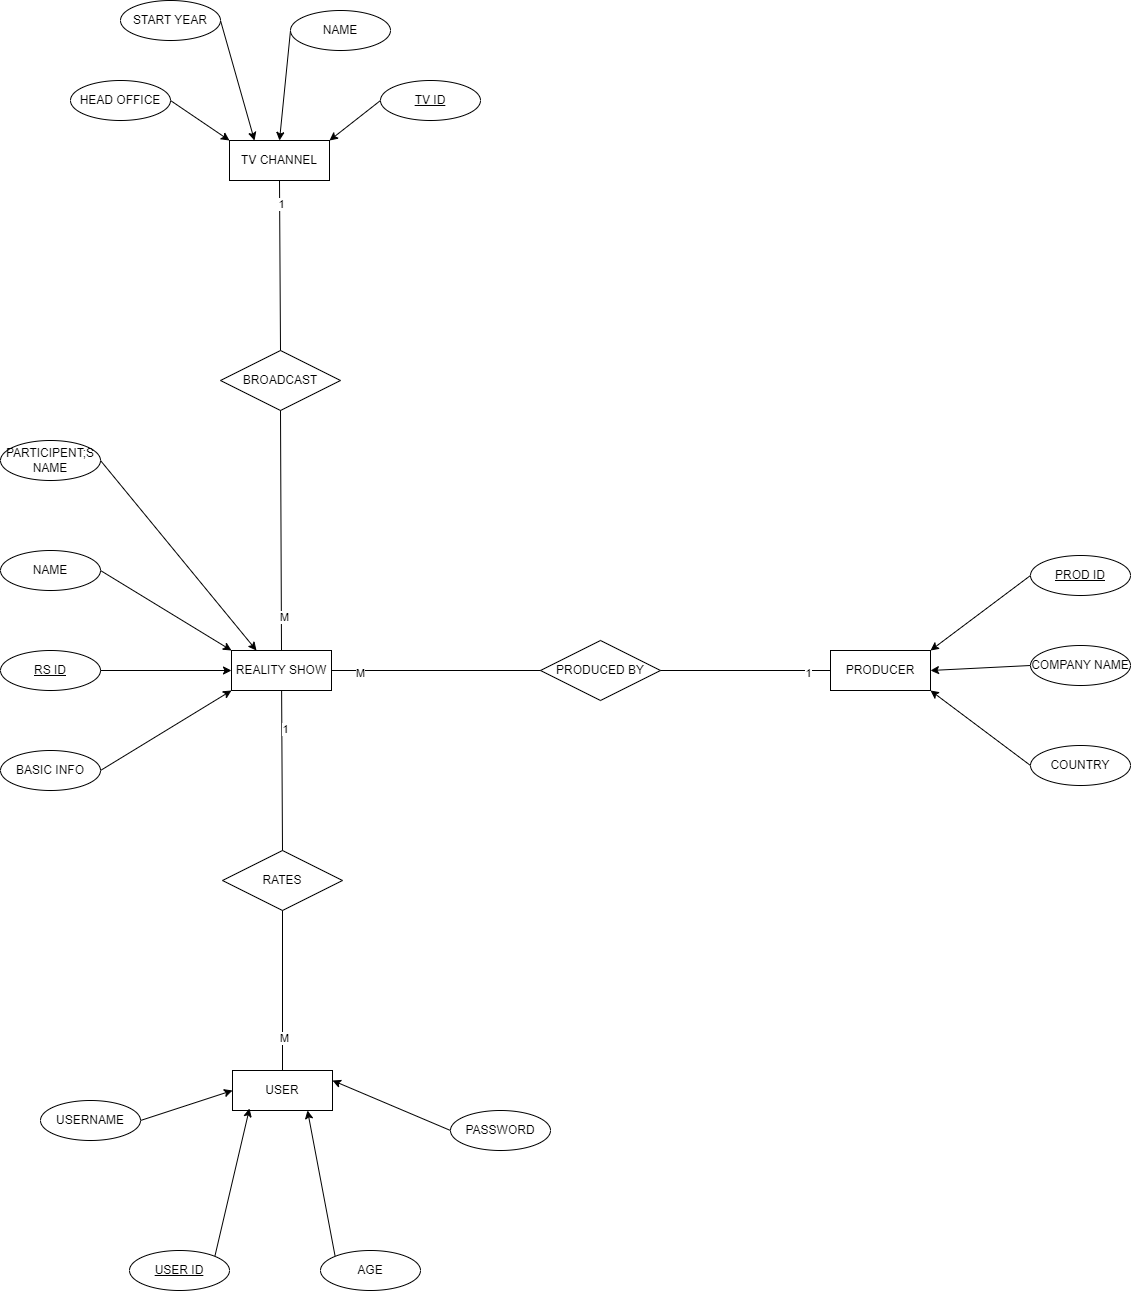 START YEAR
NAME
HEAD OFFICE
TV ID
TV CHANNEL
1
BROADCAST
PARTICIPENT;S
NAME
NAME
PROD ID
M
RS ID
REALITY SHOW
M
PRODUCED BY
1
PRODUCER
COMPANY NAME
1
BASIC INFO
COUNTRY
RATES
M
USER
USERNAME
PASSWORD
USER ID
AGE